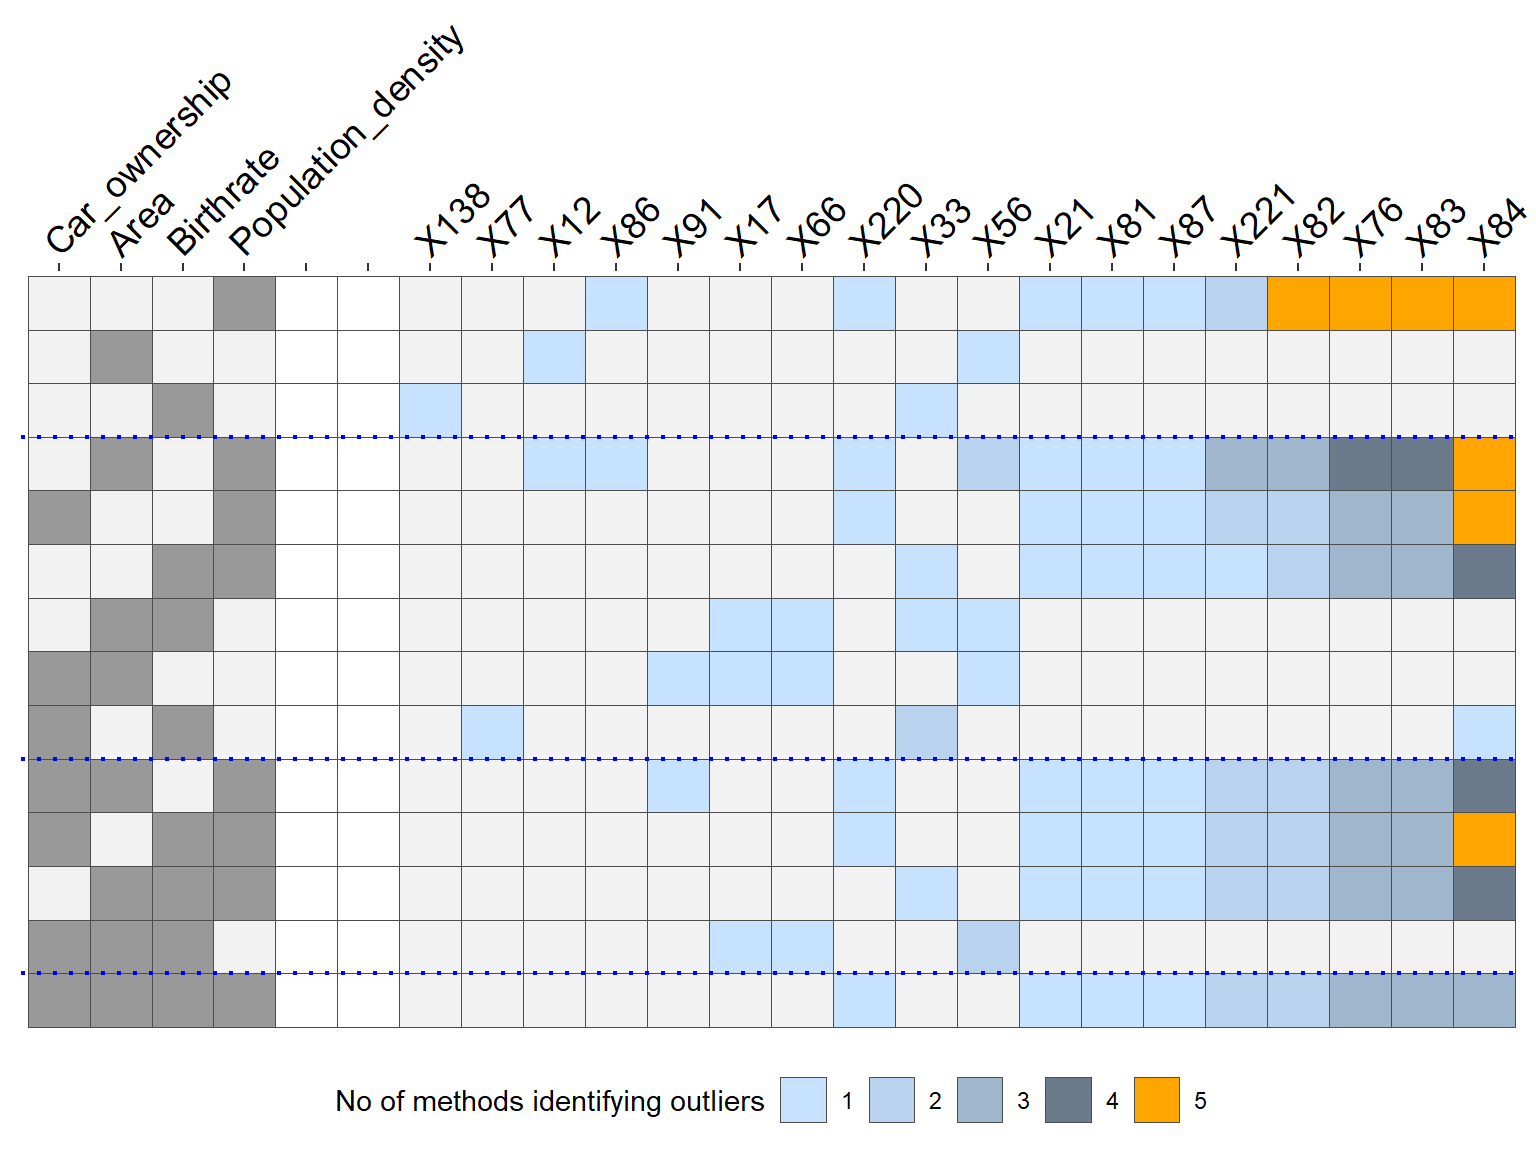 Car_ownership
Area
Birthrate
Population_density
X138
X77
X12
X86
X91
X17
X66
X220
X33
X56
X21
X81
X87
X221
X82
X76
X83
X84
No of methods identifying outliers 1 2 3 4 5